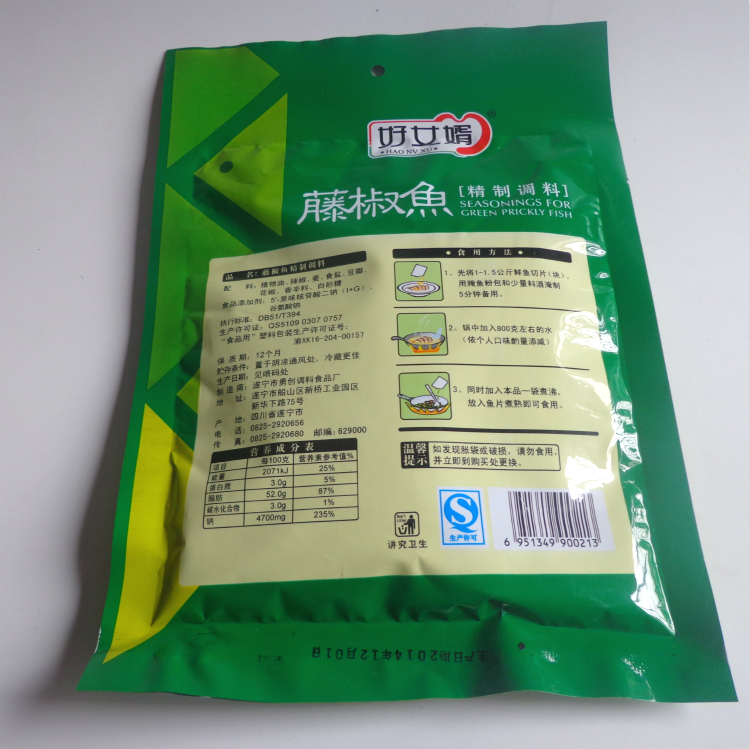 好女婿®
HAO NV XU
藤椒魚
[精制调料]
SEASONINGS FOR
GREEN PRICKLY FISH
品 名：藤椒鱼精制调料
配 料：植物油、辣椒、姜、食盐、豆瓣、
花椒、香辛料、白砂糖
食品添加剂：5'-呈味核苷酸二钠（I+G）、
谷氨酸钠
执行标准：DB51/T394
生产许可证：QS5109 0307 0757
“食品用”塑料包装生产许可证号：
渝XK16-204-00157
保 质 期：12个月
贮存条件：置于阴凉通风处，冷藏更佳
生产日期：见喷码处
制 造 商：遂宁市勇创调料食品厂
地 址：遂宁市船山区新桥工业园区
新华下路75号
产 地：四川省遂宁市
电 话：0825-2920656
传 真：0825-2920680 邮编：629000
营养成分表
项目 每100克 营养素参考值%
能量 2071kJ 25%
蛋白质 3.0g 5%
脂肪 52.0g 87%
碳水化合物 3.0g 1%
钠 4700mg 235%
食用方法
1、先将1-1.5公斤鲜鱼切片（块），
用腌鱼粉包和少量料酒腌制
5分钟备用。
2、锅中加入800克左右的水
（依个人口味酌量添减）
3、同时加入本品一袋煮沸，
放入鱼片煮熟即可食用。
温馨提示
如发现胀袋或破损，请勿食用，
并立即到购买处更换。
讲究卫生
生产许可
6 951349 900213
生产日期2014年12月01日